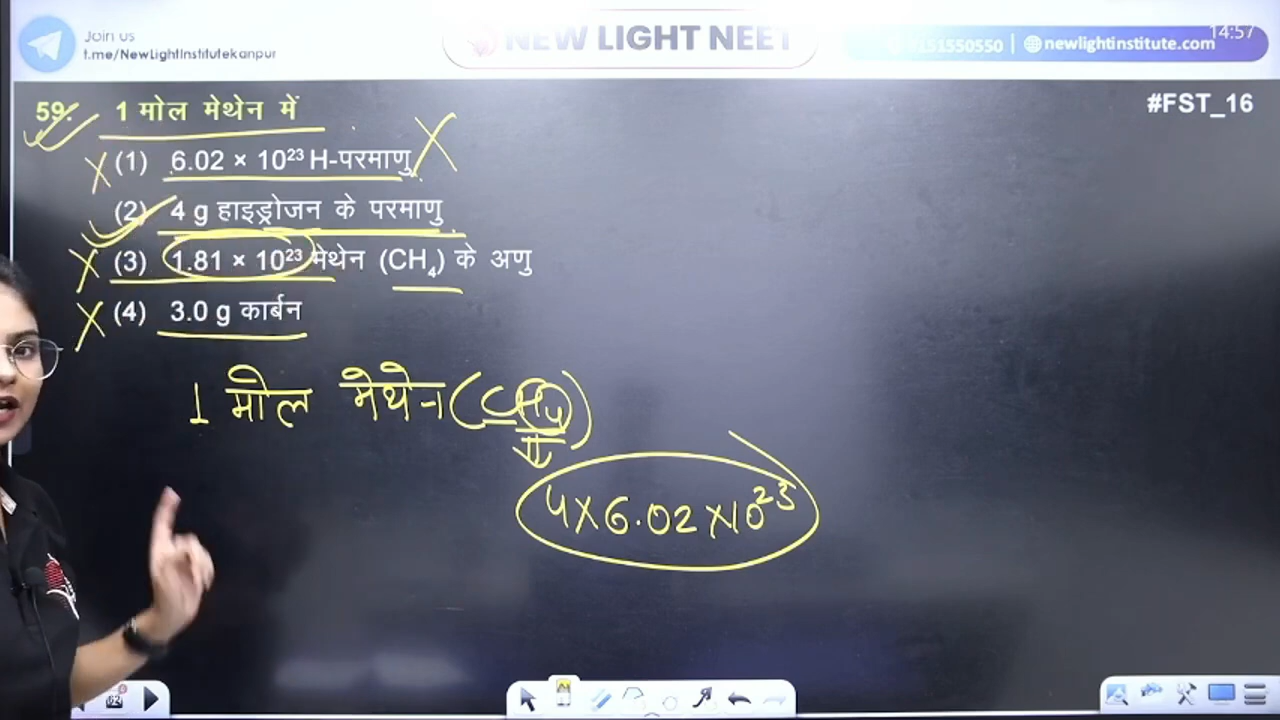 Join us
t.me/NewLightInstitutekanpur
NEW LIGHT NEET
9151550550 | newlightinstitute.com
14:57
#FST_16
59. 1 मोल मेथेन में
(1) 6.02 × 10²³ H-परमाणु
(2) 4 g हाइड्रोजन के परमाणु
(3) 1.81 × 10²³ मेथेन (CH₄) के अणु
(4) 3.0 g कार्बन
1 मोल मेथेन (CH₄)
4×6.02×10²³